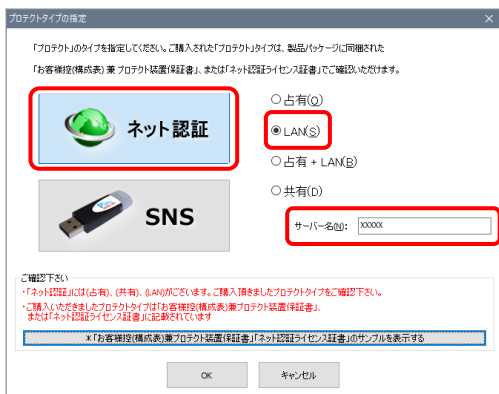 プロテクトタイプの指定
「プロテクト」のタイプを指定してください。ご購入された「プロテクト」タイプは、製品パッケージに同梱された
「お客様控(構成表) 兼 プロテクト装置保証書」、または「ネット認証ライセンス証書」でご確認いただけます。
ネット認証
SNS
占有(O)
LAN(S)
占有 + LAN(B)
共有(D)
サーバー名(N): XXXXX
ご確認下さい
・「ネット認証」には(占有)、(共有)、(LAN)がございます。ご購入頂きましたプロテクトタイプをご確認下さい。
・ご購入いただきましたプロテクトタイプは「お客様控(構成表)兼プロテクト装置保証書」、
または「ネット認証ライセンス証書」に記載されています
※「お客様控(構成表)兼プロテクト装置保証書」「ネット認証ライセンス証書」のサンプルを表示する
OK
キャンセル